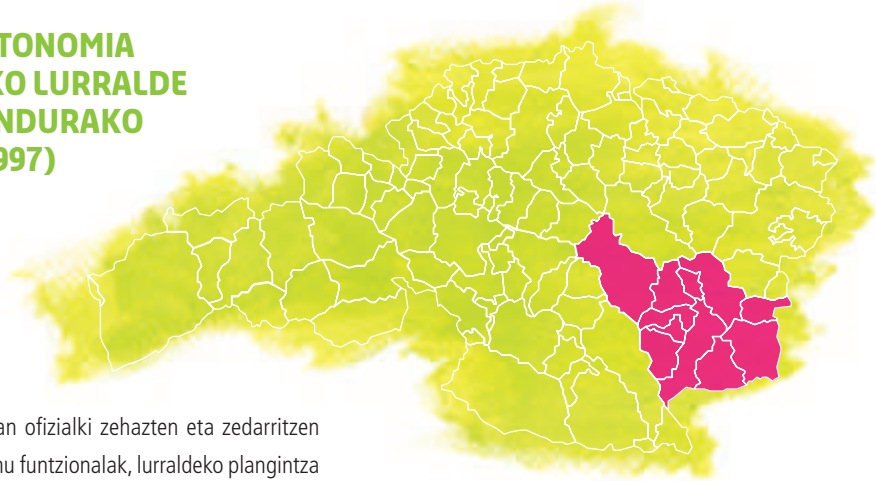 TONOMIA
KO LURRALDE
NDURAKO
997)
an ofizialki zehazten eta zedarritzen
nu funtzionalak, lurraldeko plangintza